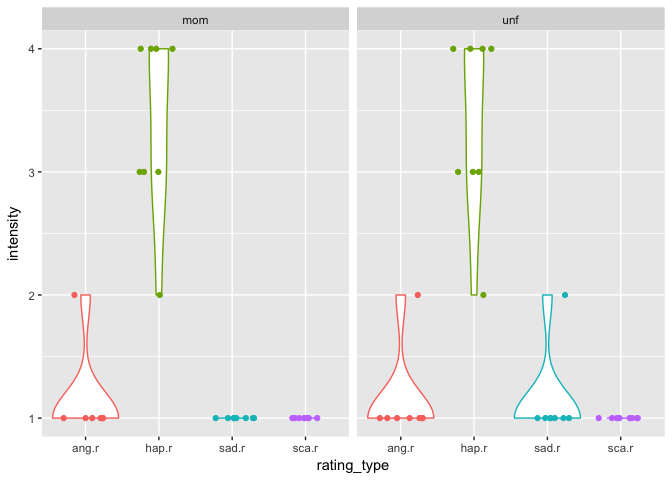 mom unf
4
3
2
1
intensity
ang.r hap.r sad.r sca.r ang.r hap.r sad.r sca.r
rating_type